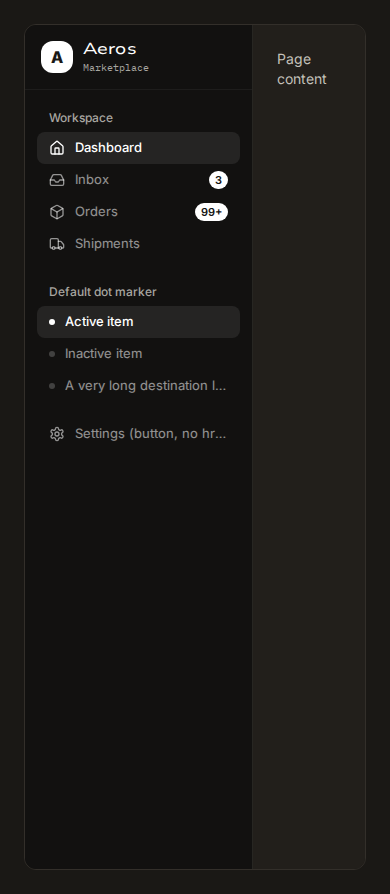 A
Aeros
Marketplace
Workspace
Dashboard
Inbox
3
Orders
99+
Shipments
Default dot marker
Active item
Inactive item
A very long destination l...
Settings (button, no hr...
Page
content